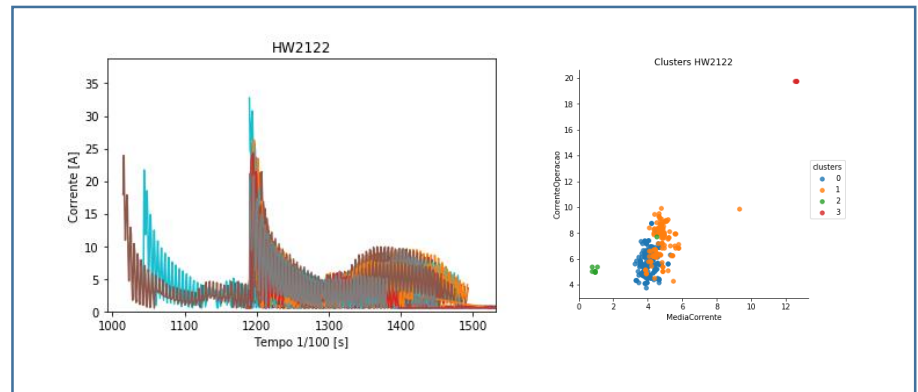 HW2122
Corrente [A]
35
30
25
20
15
10
5
0
1000 1100 1200 1300 1400 1500
Tempo 1/100 [s]
Clusters HW2122
CorrenteOperacao
20
18
16
14
12
10
8
6
4
0 2 4 6 8 10 12
MediaCorrente
clusters
0
1
2
3